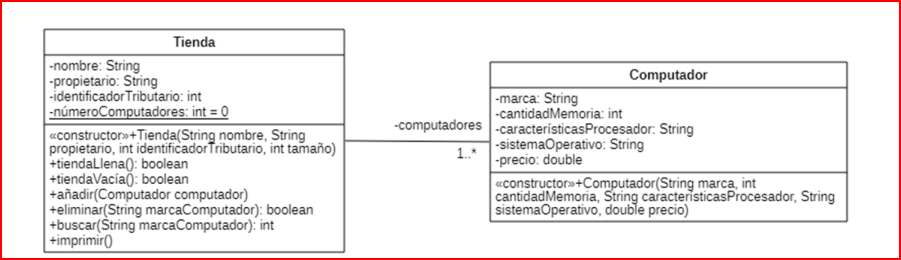 Tienda
-nombre: String
-propietario: String
-identificadorTributario: int
-númeroComputadores: int = 0
«constructor»+Tienda(String nombre, String
propietario, int identificadorTributario, int tamaño)
+tiendaLlena(): boolean
+tiendaVacía(): boolean
+añadir(Computador computador)
+eliminar(String marcaComputador): boolean
+buscar(String marcaComputador): int
+imprimir()
-computadores
1..*
Computador
-marca: String
-cantidadMemoria: int
-característicasProcesador: String
-sistemaOperativo: String
-precio: double
«constructor»+Computador(String marca, int
cantidadMemoria, String característicasProcesador, String
sistemaOperativo, double precio)